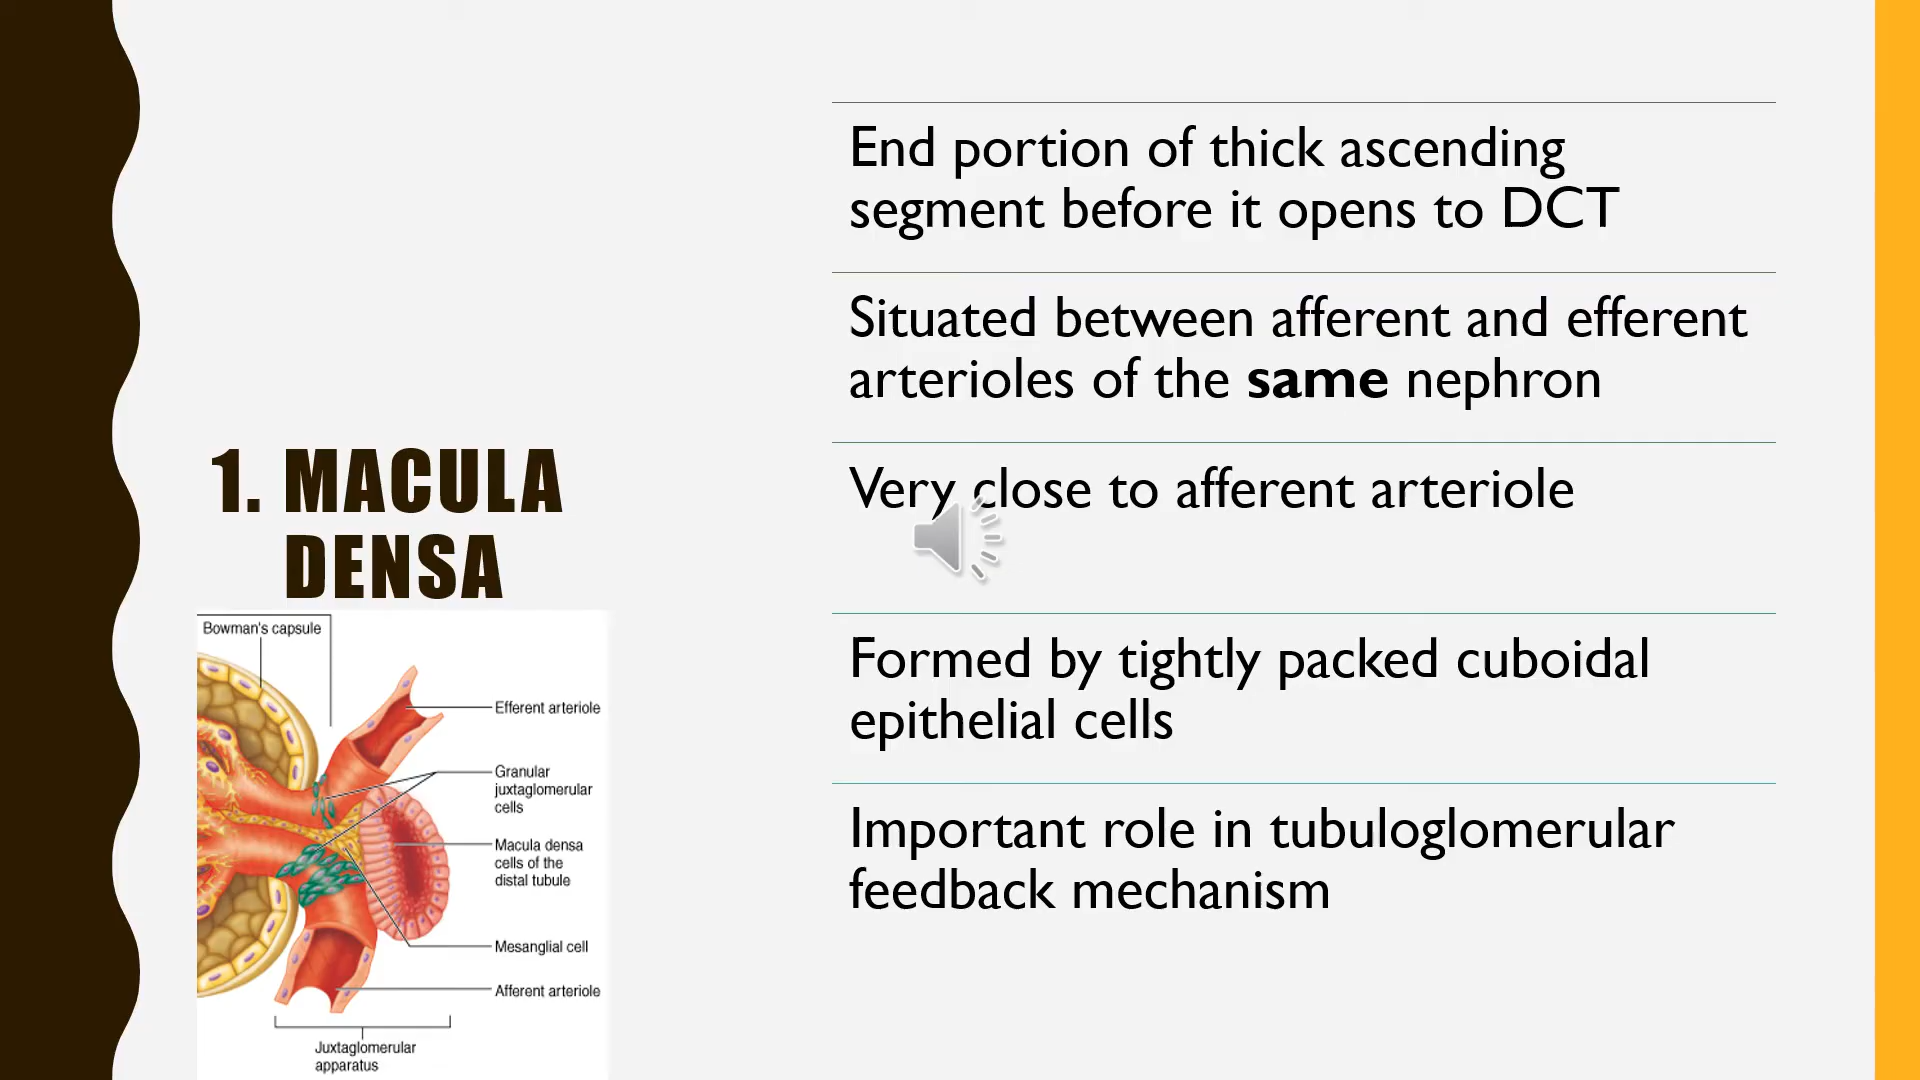 1. MACULA
DENSA
End portion of thick ascending
segment before it opens to DCT
Situated between afferent and efferent
arterioles of the same nephron
Very close to afferent arteriole
Formed by tightly packed cuboidal
epithelial cells
Important role in tubuloglomerular
feedback mechanism
Bowman's capsule
Efferent arteriole
Granular
juxtaglomerular
cells
Macula densa
cells of the
distal tubule
Mesanglial cell
Afferent arteriole
Juxtaglomerular
apparatus